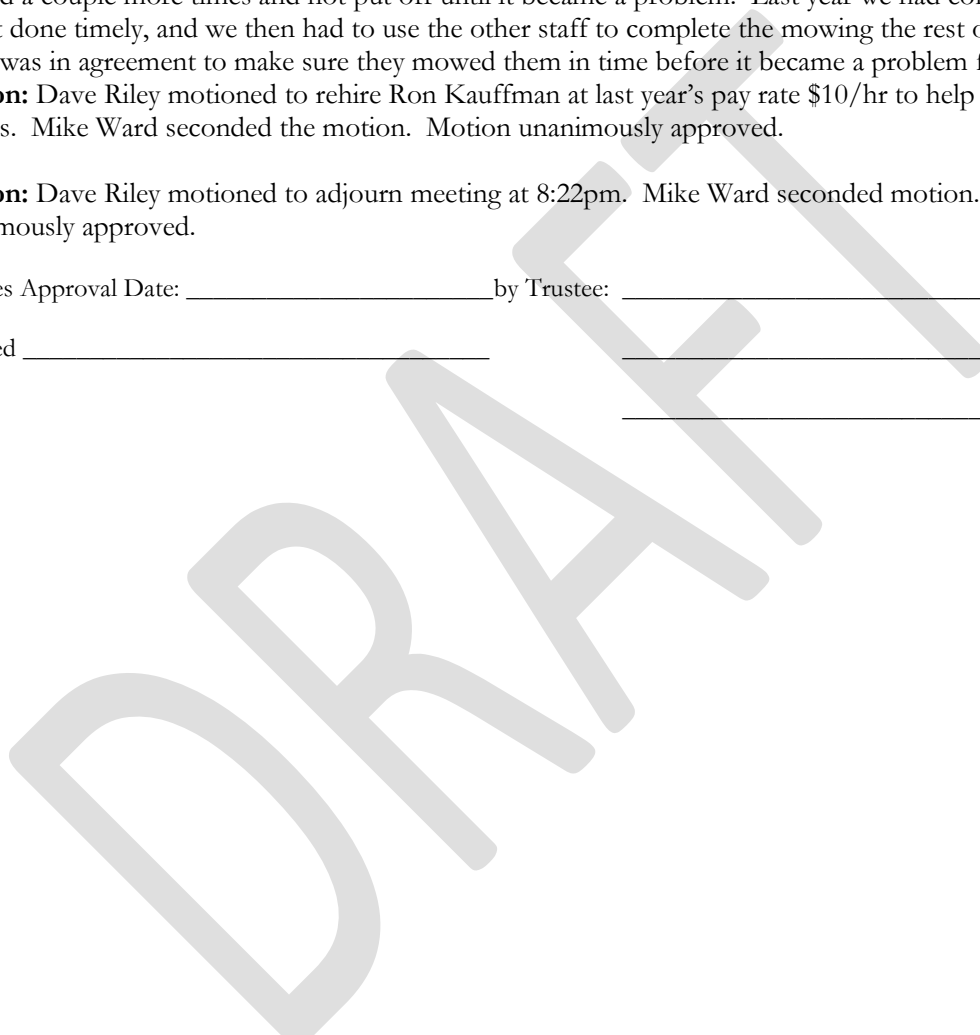 d a couple more times and not put off until it became a problem. Last year we had co
t done timely, and we then had to use the other staff to complete the mowing the rest o
was in agreement to make sure they mowed them in time before it became a problem f
on: Dave Riley motioned to rehire Ron Kauffman at last year's pay rate $10/hr to help
s. Mike Ward seconded the motion. Motion unanimously approved.
on: Dave Riley motioned to adjourn meeting at 8:22pm. Mike Ward seconded motion.
mously approved.
es Approval Date: _______________________by Trustee: ___________________________
ed ___________________________________ ___________________________
___________________________
DRAFT